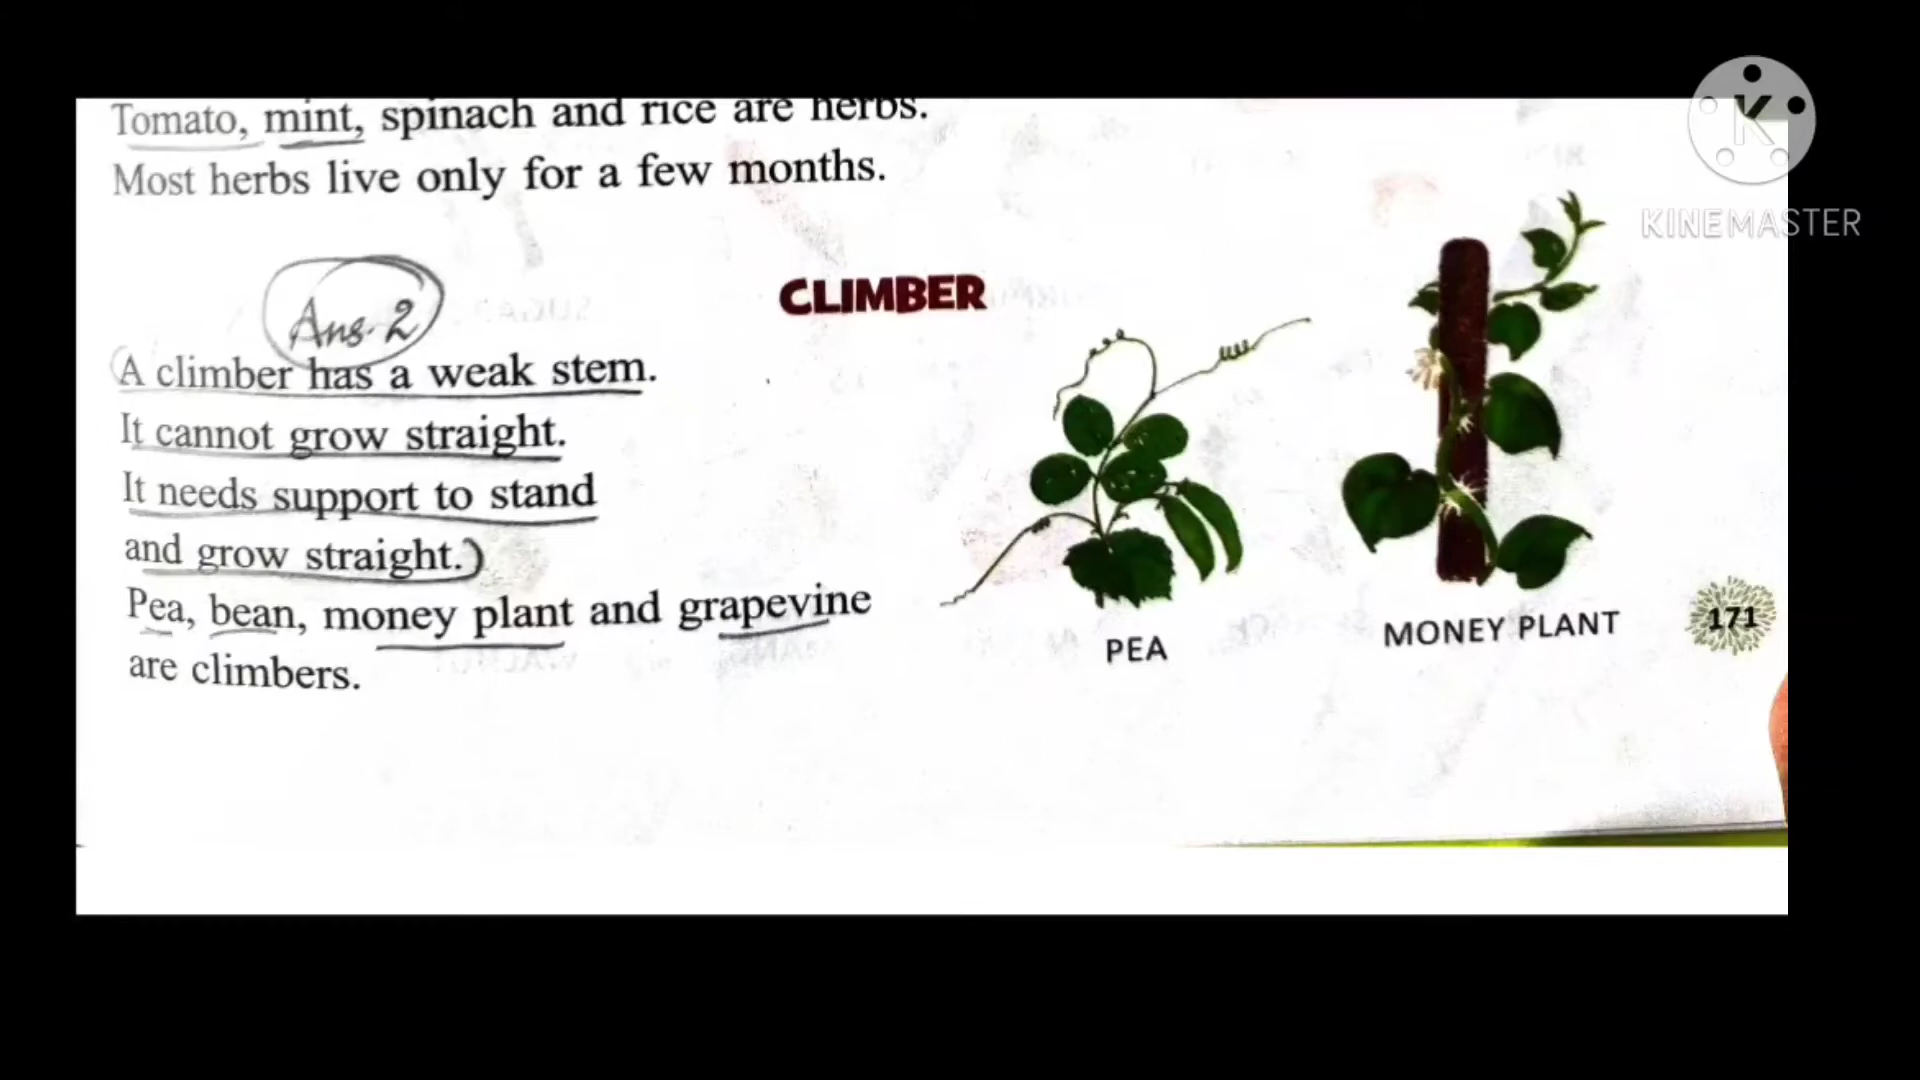 Tomato, mint, spinach and rice are herbs.
Most herbs live only for a few months.
KINEMASTER
CLIMBER
Ans. 2
A climber has a weak stem.
It cannot grow straight.
It needs support to stand
and grow straight.)
Pea, bean, money plant and grapevine
are climbers.
PEA
MONEY PLANT
171